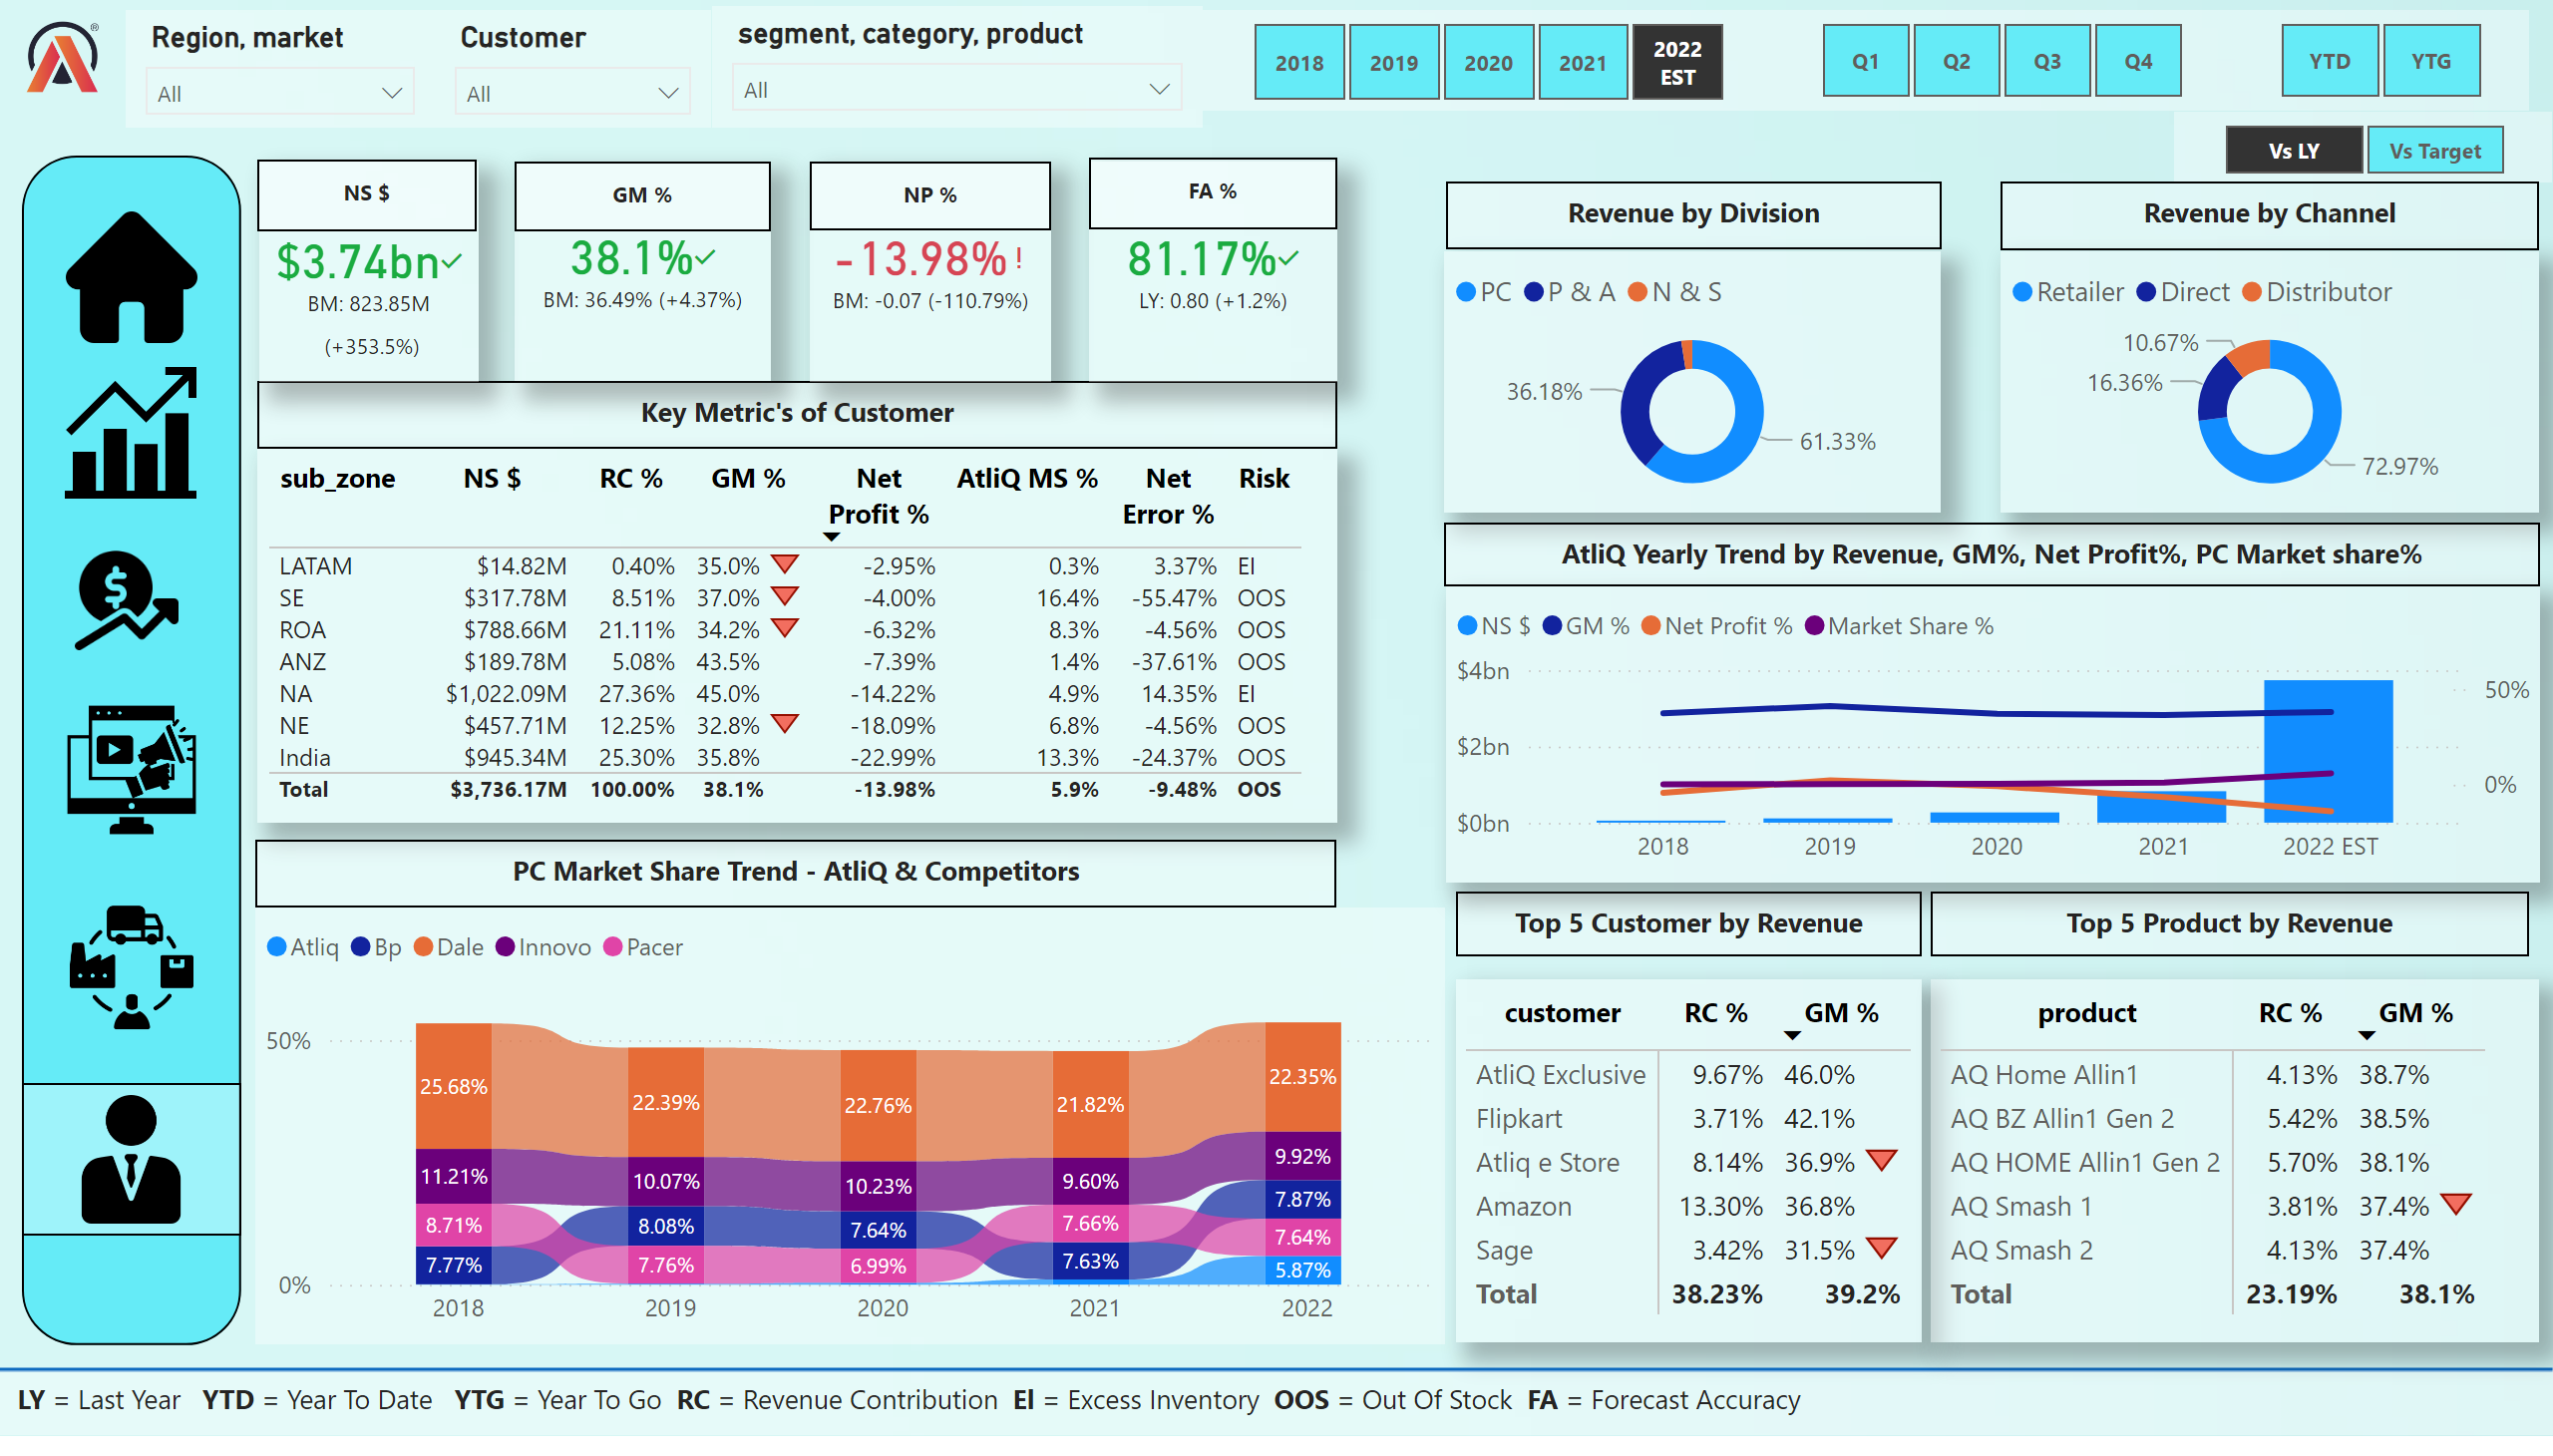 ®
Region, market
Customer
segment, category, product
All
All
All
2018
2019
2020
2021
2022
EST
Q1
Q2
Q3
Q4
YTD
YTG
Vs LY
Vs Target
NS $
$3.74bn
BM: 823.85M
(+353.5%)
GM %
38.1%
BM: 36.49% (+4.37%)
NP %
-13.98% !
BM: -0.07 (-110.79%)
FA %
81.17%
LY: 0.80 (+1.2%)
Key Metric's of Customer
sub_zone NS $ RC % GM % Net Profit % AtliQ MS % Net Error % Risk
LATAM $14.82M 0.40% 35.0% -2.95% 0.3% 3.37% EI
SE $317.78M 8.51% 37.0% -4.00% 16.4% -55.47% OOS
ROA $788.66M 21.11% 34.2% -6.32% 8.3% -4.56% OOS
ANZ $189.78M 5.08% 43.5% -7.39% 1.4% -37.61% OOS
NA $1,022.09M 27.36% 45.0% -14.22% 4.9% 14.35% EI
NE $457.71M 12.25% 32.8% -18.09% 6.8% -4.56% OOS
India $945.34M 25.30% 35.8% -22.99% 13.3% -24.37% OOS
Total $3,736.17M 100.00% 38.1% -13.98% 5.9% -9.48% OOS
PC Market Share Trend - AtliQ & Competitors
Atliq Bp Dale Innovo Pacer
50%
0%
25.68%
11.21%
8.71%
7.77%
22.39%
10.07%
8.08%
7.76%
22.76%
10.23%
7.64%
6.99%
21.82%
9.60%
7.66%
7.63%
22.35%
9.92%
7.87%
7.64%
5.87%
2018 2019 2020 2021 2022
Revenue by Division
PC P & A N & S
36.18%
61.33%
Revenue by Channel
Retailer Direct Distributor
10.67%
16.36%
72.97%
AtliQ Yearly Trend by Revenue, GM%, Net Profit%, PC Market share%
NS $ GM % Net Profit % Market Share %
$4bn
$2bn
$0bn
50%
0%
2018 2019 2020 2021 2022 EST
Top 5 Customer by Revenue
customer RC % GM %
AtliQ Exclusive 9.67% 46.0%
Flipkart 3.71% 42.1%
Atliq e Store 8.14% 36.9%
Amazon 13.30% 36.8%
Sage 3.42% 31.5%
Total 38.23% 39.2%
Top 5 Product by Revenue
product RC % GM %
AQ Home Allin1 4.13% 38.7%
AQ BZ Allin1 Gen 2 5.42% 38.5%
AQ HOME Allin1 Gen 2 5.70% 38.1%
AQ Smash 1 3.81% 37.4%
AQ Smash 2 4.13% 37.4%
Total 23.19% 38.1%
LY = Last Year YTD = Year To Date YTG = Year To Go RC = Revenue Contribution EI = Excess Inventory OOS = Out Of Stock FA = Forecast Accuracy